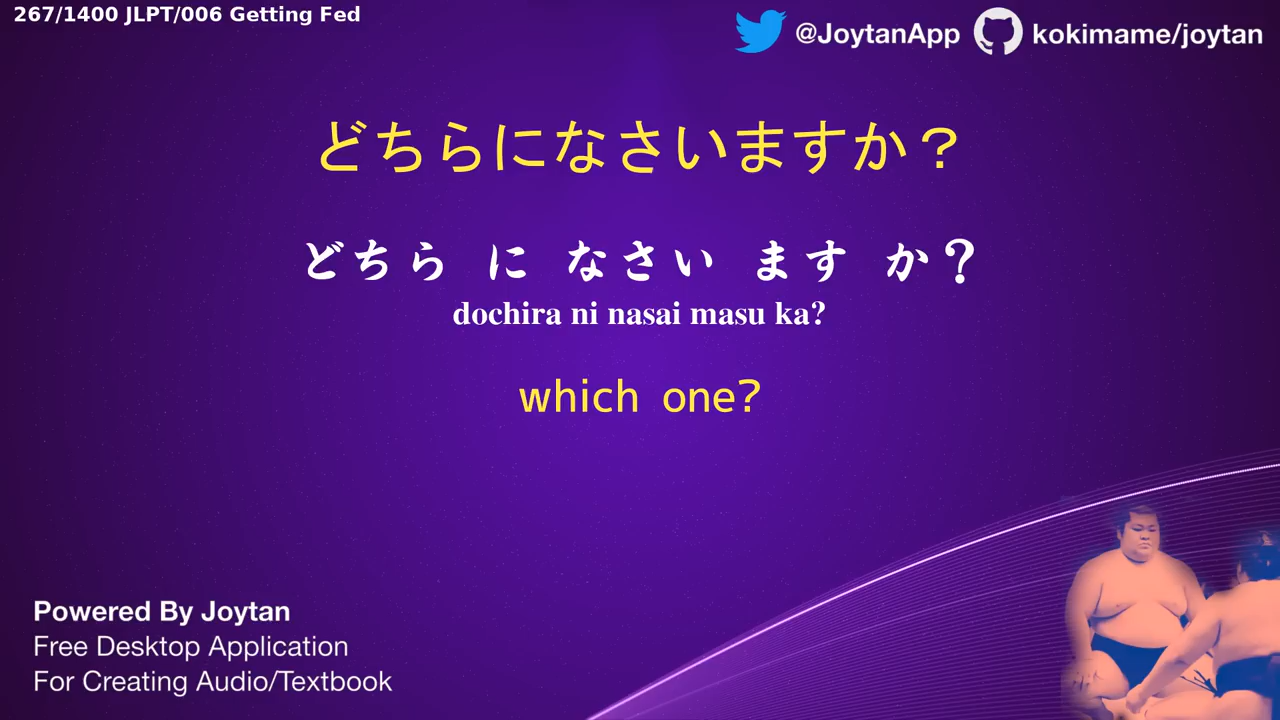 267/1400 JLPT/006 Getting Fed
@JoytanApp kokimame/joytan
どちらになさいますか？
どちら に なさい ます か？
dochira ni nasai masu ka?
which one?
Powered By Joytan
Free Desktop Application
For Creating Audio/Textbook